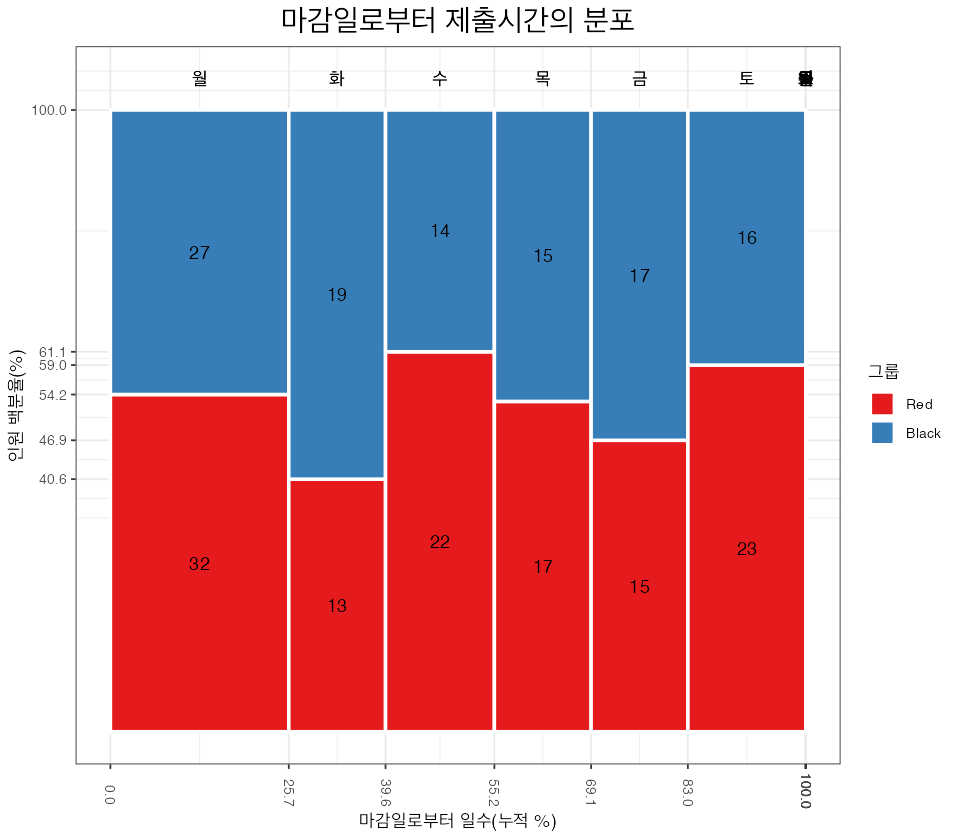 마감일로부터 제출시간의 분포
월 화 수 목 금 토
100.0
61.1
59.0
54.2
46.9
40.6
인원 백분율(%)
27 19 14 15 17 16
32 13 22 17 15 23
0.0 25.7 39.6 55.2 69.1 83.0 100.0
마감일로부터 일수(누적 %)
그룹
Red
Black